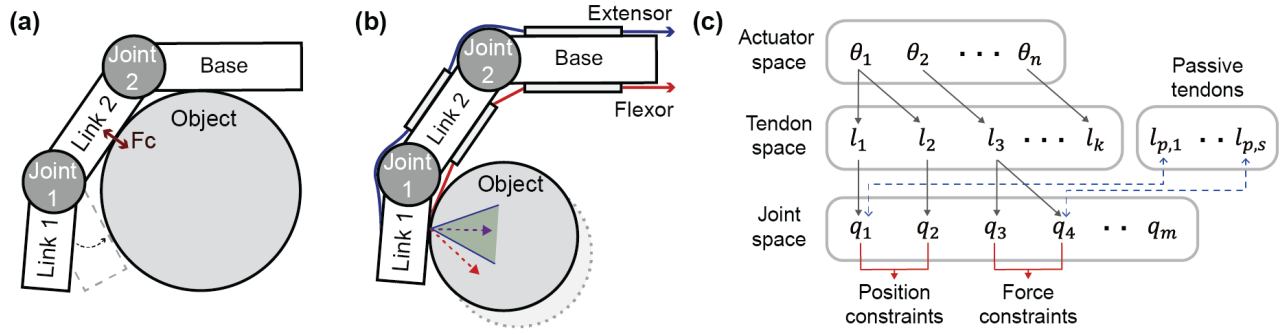 (a)
Joint
2
Base
Link 2
Object
Fc
Joint
1
Link 1
(b)
Extensor
Joint
2
Base
Link 2
Flexor
Joint
1
Object
Link 1
(c)
Actuator
space
θ₁ θ₂ · · · θₙ
Passive
tendons
Tendon
space
l₁ l₂ l₃ · · · lₖ
l_{p,1} · · l_{p,s}
Joint
space
q₁ q₂ q₃ q₄ · · qₘ
Position
constraints
Force
constraints